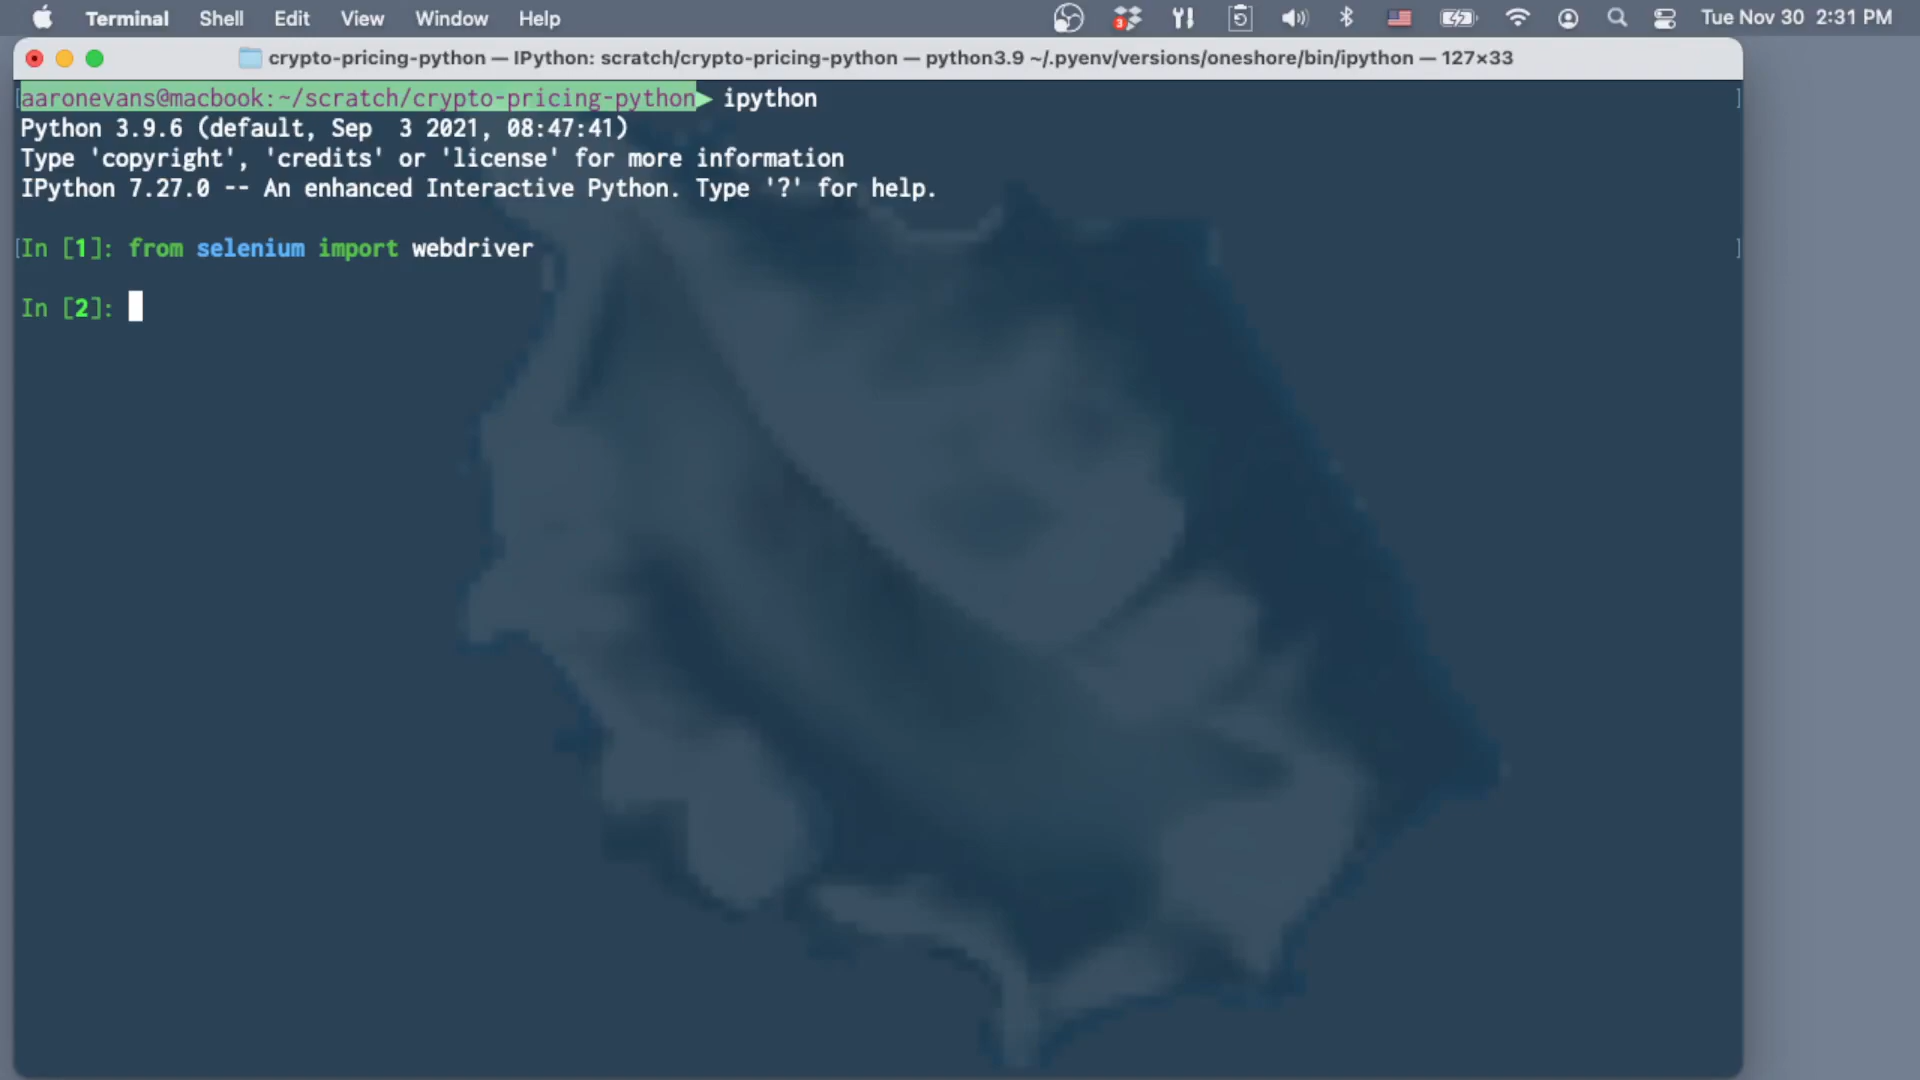 Terminal Shell Edit View Window Help 3 Tue Nov 30 2:31 PM
crypto-pricing-python — IPython: scratch/crypto-pricing-python — python3.9 ~/.pyenv/versions/oneshore/bin/ipython — 127×33
[aaronevans@macbook:~/scratch/crypto-pricing-python ipython ]
Python 3.9.6 (default, Sep  3 2021, 08:47:41)
Type 'copyright', 'credits' or 'license' for more information
IPython 7.27.0 -- An enhanced Interactive Python. Type '?' for help.
[In [1]: from selenium import webdriver ]
In [2]: